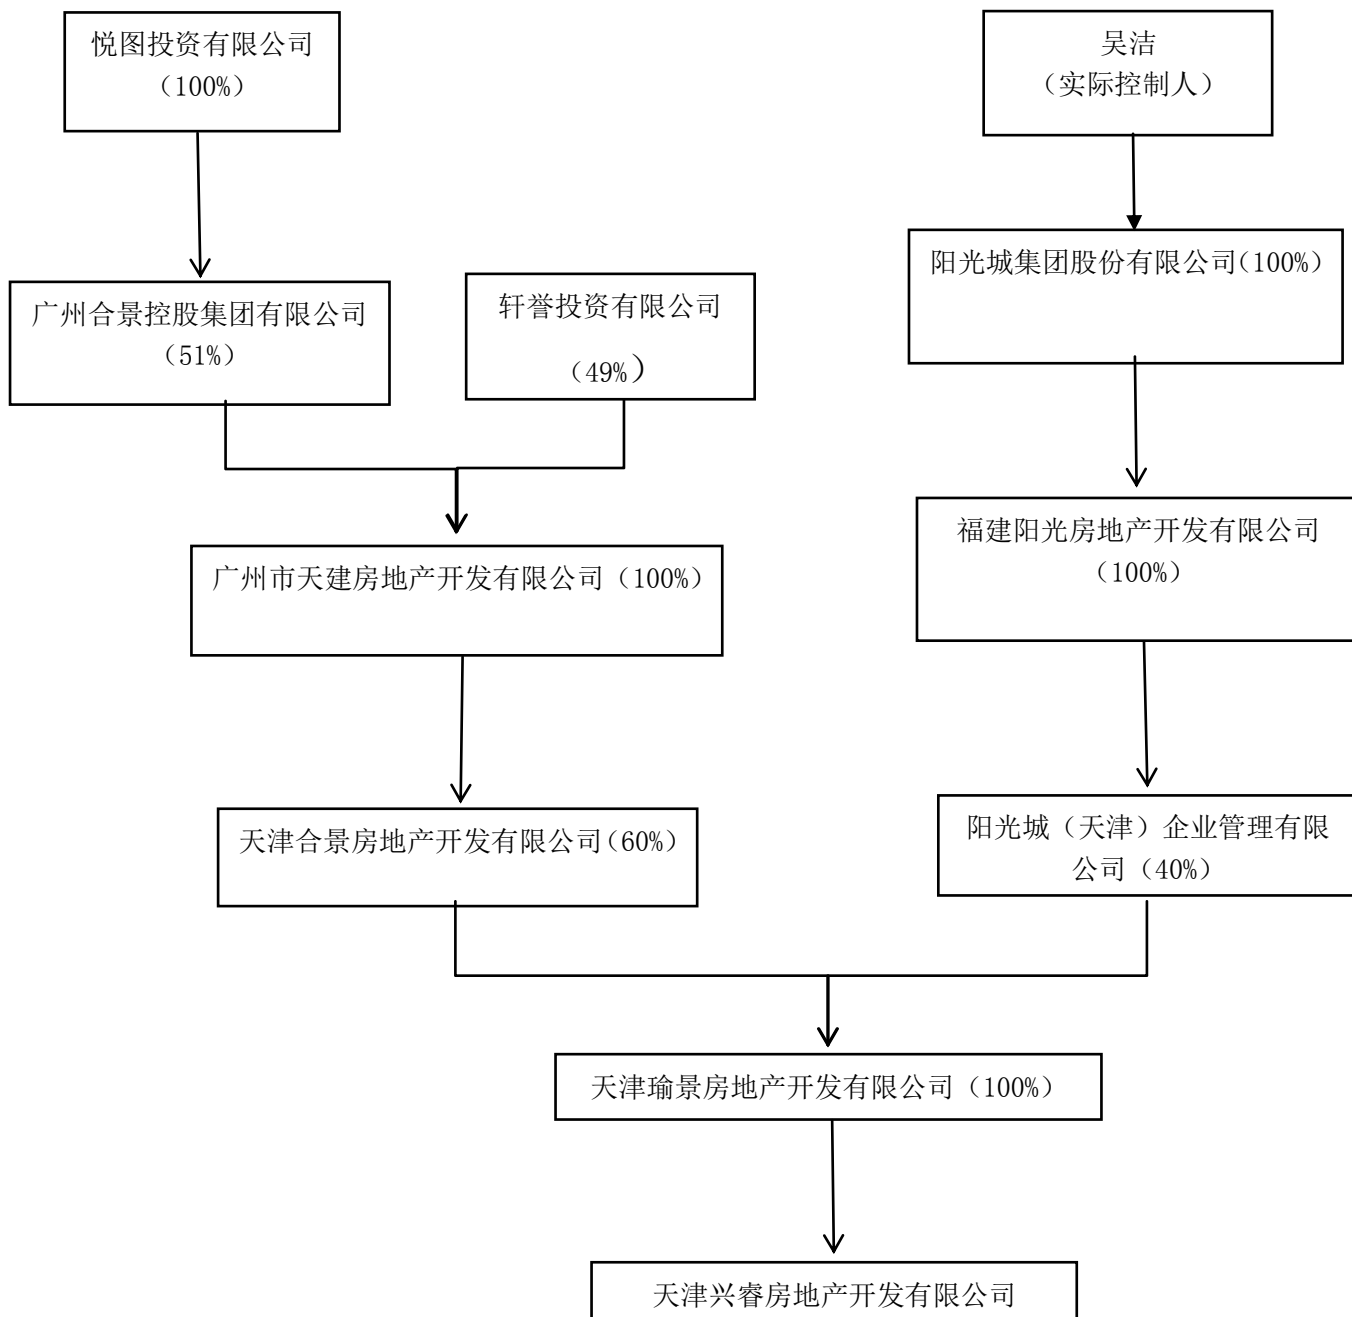 悦图投资有限公司
（100%）
吴洁
（实际控制人）
阳光城集团股份有限公司(100%)
广州合景控股集团有限公司
（51%）
轩誉投资有限公司
（49%）
福建阳光房地产开发有限公司
（100%）
广州市天建房地产开发有限公司（100%）
天津合景房地产开发有限公司(60%)
阳光城（天津）企业管理有限
公司（40%）
天津瑜景房地产开发有限公司（100%）
天津兴睿房地产开发有限公司